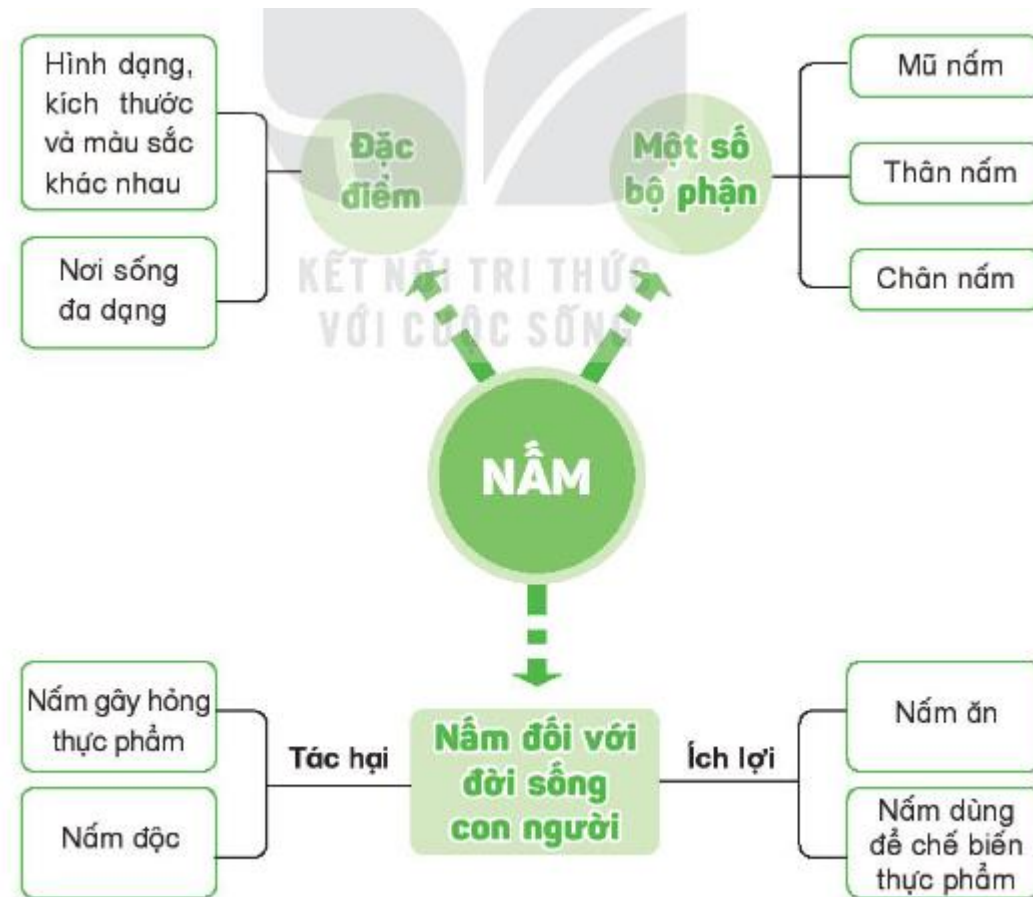 Hình dạng,
kích thước
và màu sắc
khác nhau
Nơi sống
đa dạng
Đặc
điểm
Một số
bộ phận
Mũ nấm
Thân nấm
Chân nấm
KẾT NỐI TRI THỨC
VỚI CUỘC SỐNG
NẤM
Nấm gây hỏng
thực phẩm
Nấm độc
Tác hại
Nấm đối với
đời sống
con người
Ích lợi
Nấm ăn
Nấm dùng
để chế biến
thực phẩm